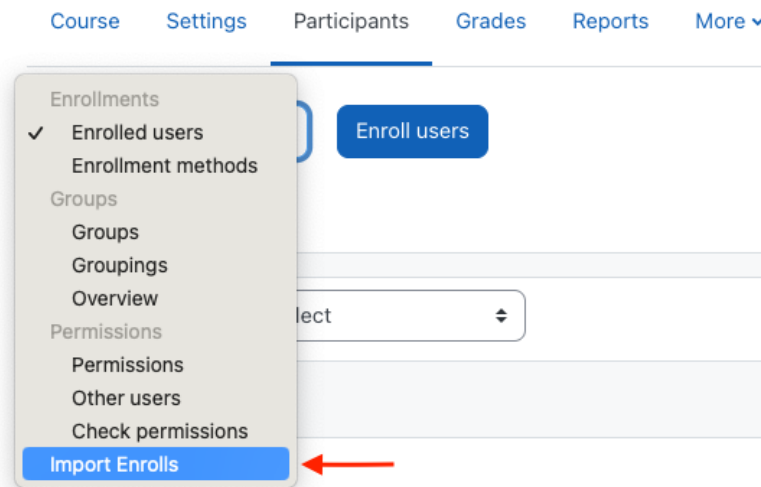 Course Settings Participants Grades Reports More
Enrollments
Enrolled users
Enroll users
Enrollment methods
Groups
Groups
Groupings
Overview
lect
Permissions
Permissions
Other users
Check permissions
Import Enrolls